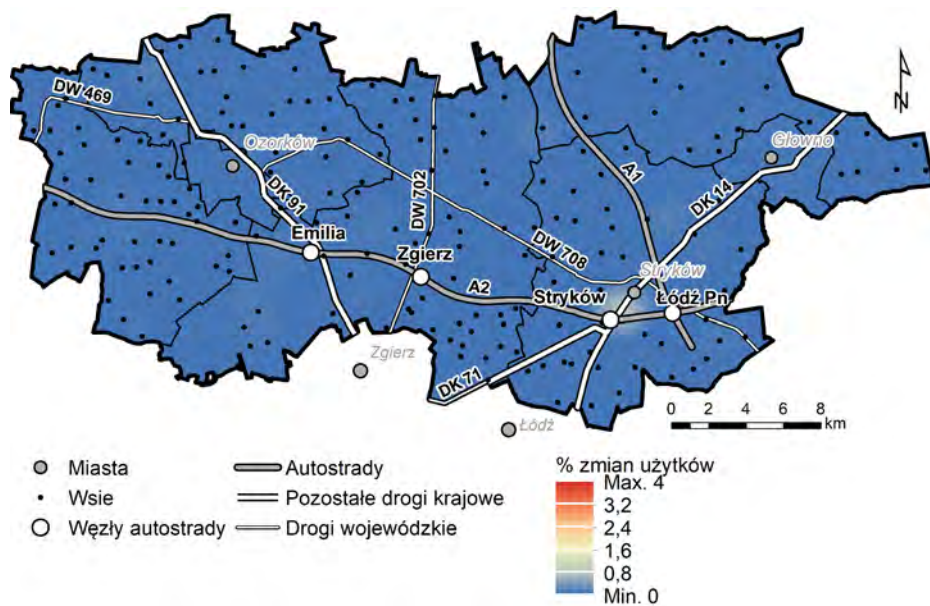 DW 469
Ozorków
Głowno
A1
DK 14
DK 91
DW 702
Emilia
Zgierz
DW 708
Stryków
A2
Stryków
Łódź Pn
DK 71
Zgierz
Łódź
N
0 2 4 6 8
km
Miasta
Wsie
Węzły autostrady
Autostrady
Pozostałe drogi krajowe
Drogi wojewódzkie
% zmian użytków
Max. 4
3,2
2,4
1,6
0,8
Min. 0